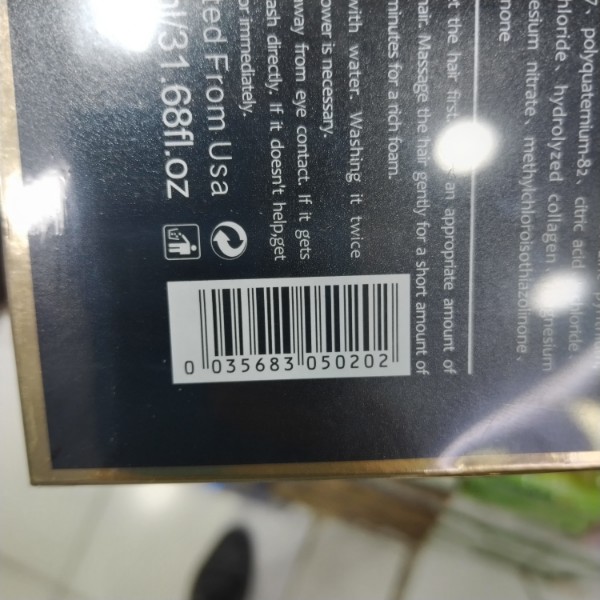 7、polyquaternium-82、citric acid
chloride、hydrolyzed collagen
nesium nitrate、methylchloroisothiazolinone、
none
t the hair first an appropriate amount of
hair. Massage the hair gently for a short amount of
minutes for a rich foam.
with water. Washing it twice
ower is necessary.
away from eye contact. If it gets
ash directly. If it doesn't help,get
or immediately.
ted From Usa
l/31.68fl.oz
0 035683 050202